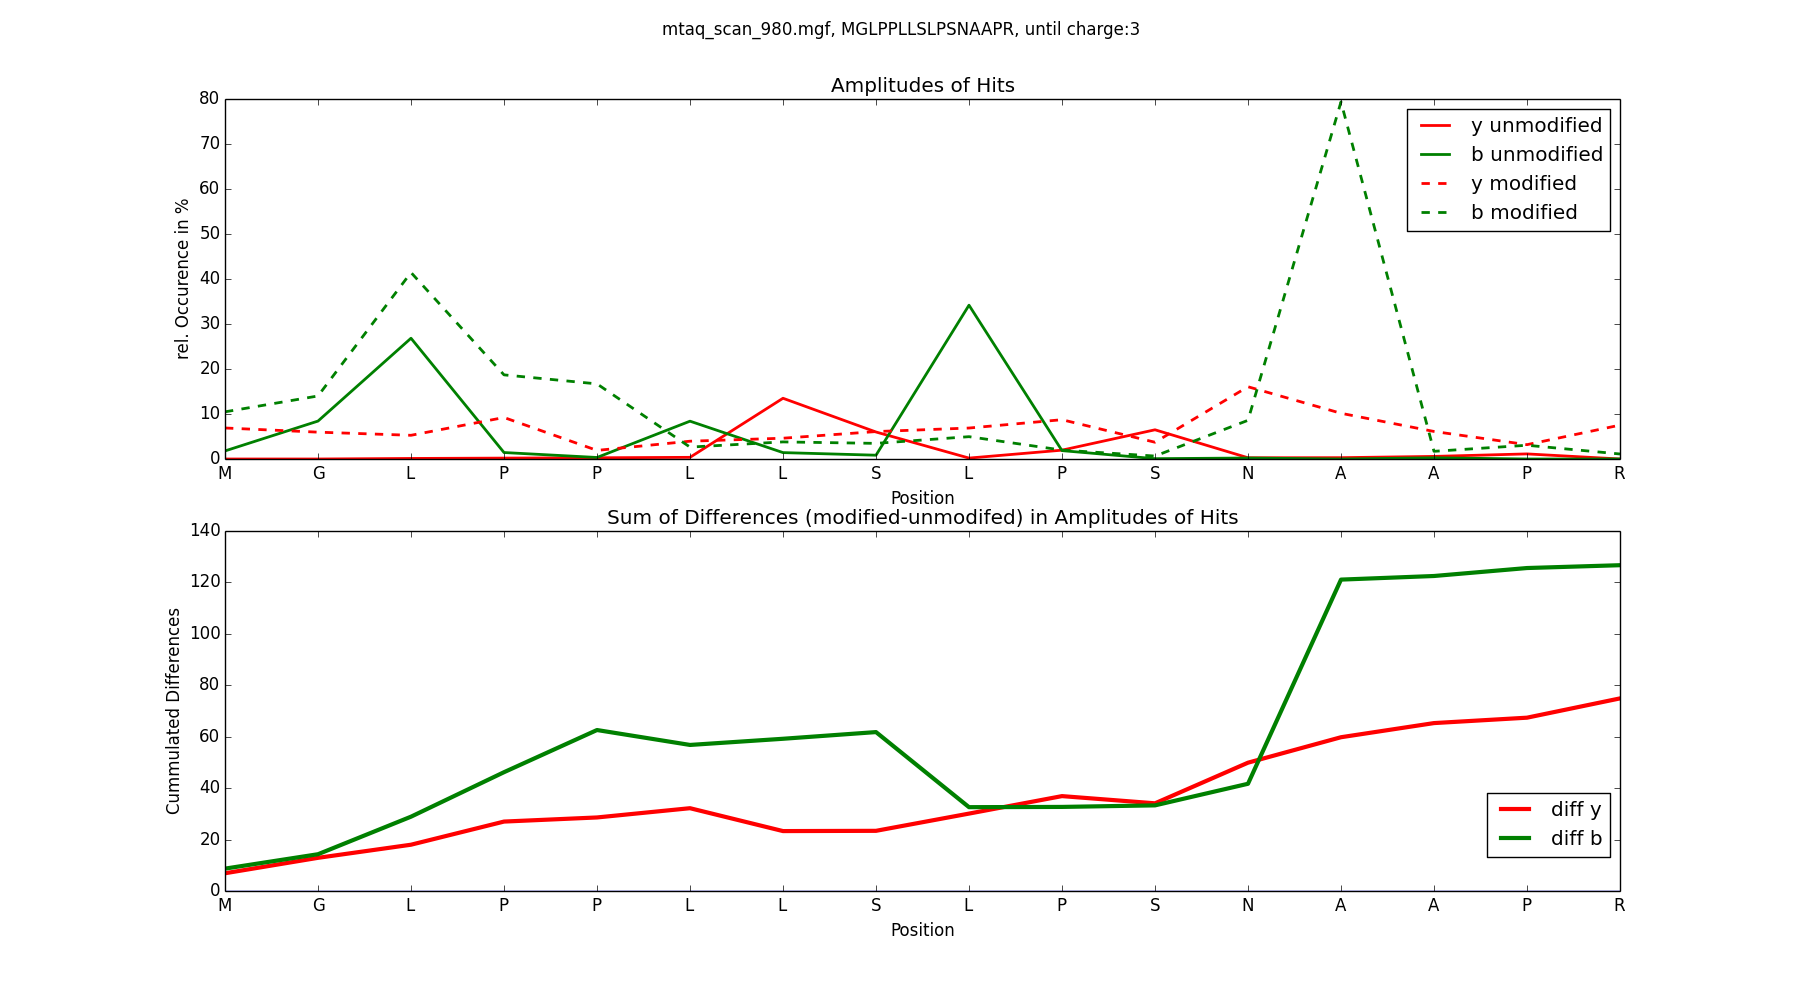 mtaq_scan_980.mgf, MGLPPLLSLPSNAAPR, until charge:3
Amplitudes of Hits
80
70
60
50
40
30
20
10
0
rel. Occurence in %
y unmodified
b unmodified
y modified
b modified
M G L P P L L S L P S N A A P R
Position
Sum of Differences (modified-unmodifed) in Amplitudes of Hits
140
120
100
80
60
40
20
0
Cummulated Differences
diff y
diff b
M G L P P L L S L P S N A A P R
Position